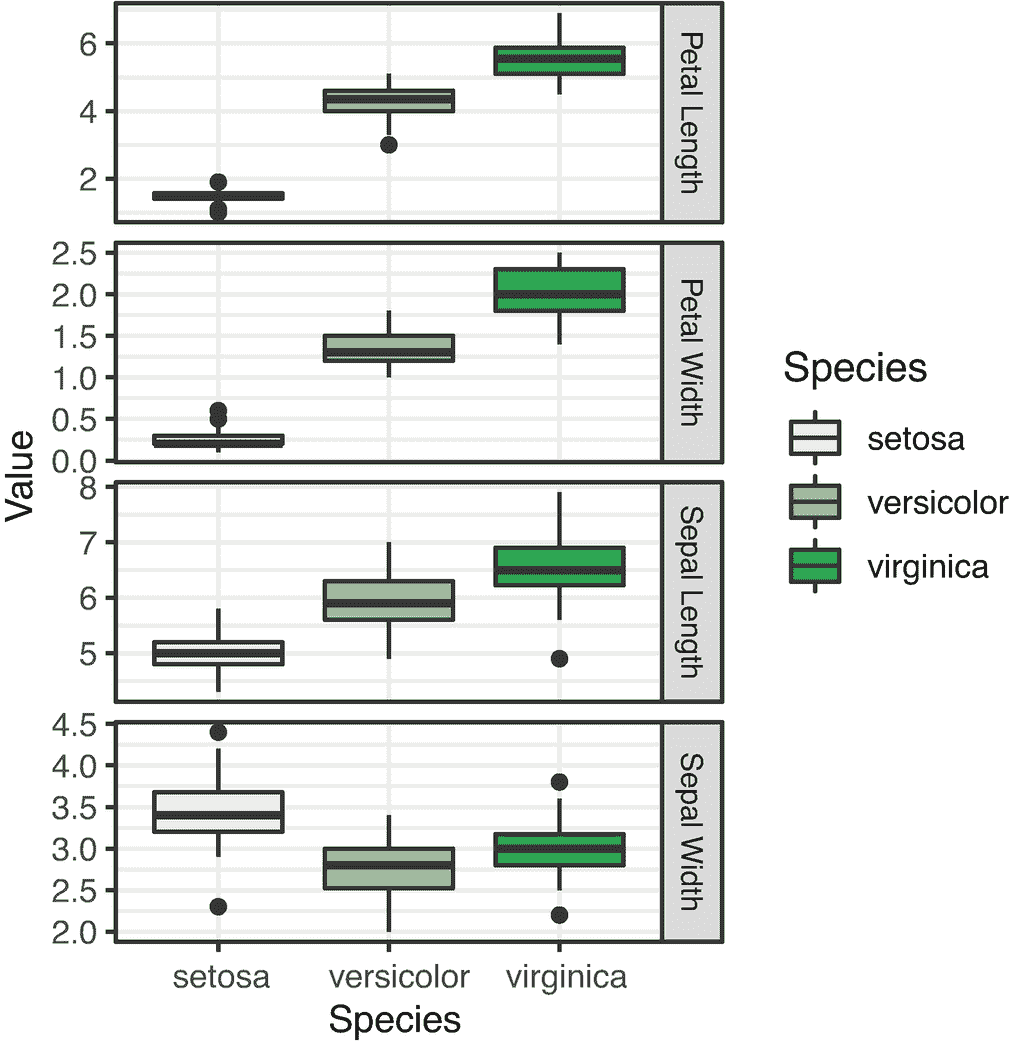 6
4
2
Petal Length
2.5
2.0
1.5
1.0
0.5
0.0
Petal Width
8
7
6
5
Sepal Length
4.5
4.0
3.5
3.0
2.5
2.0
Sepal Width
Value
setosa versicolor virginica
Species
Species
setosa
versicolor
virginica